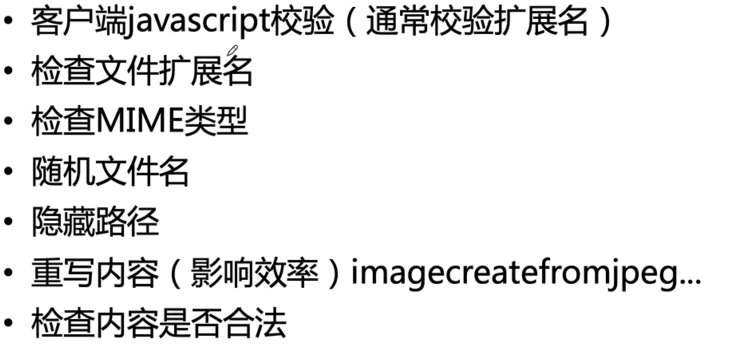 • 客户端javascript校验（通常校验扩展名）
• 检查文件扩展名
• 检查MIME类型
• 随机文件名
• 隐藏路径
• 重写内容（影响效率）imagecreatefromjpeg...
• 检查内容是否合法